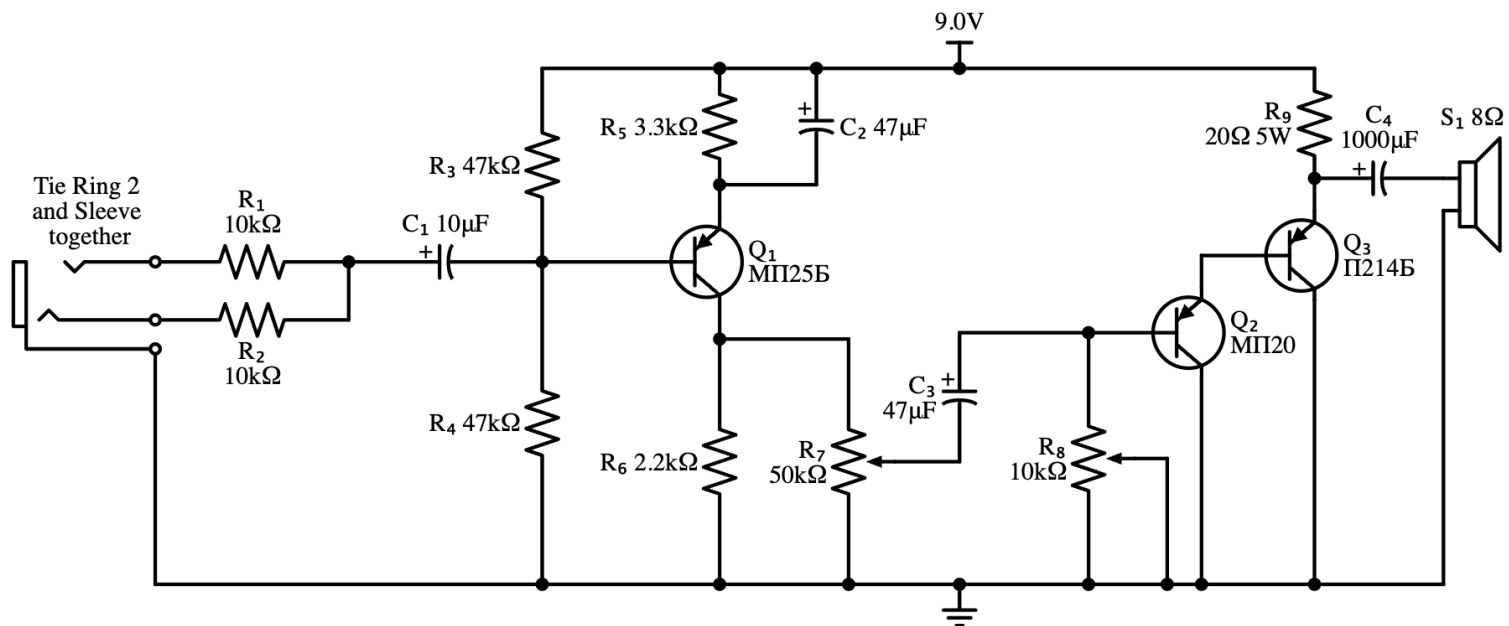 9.0V
R₅ 3.3kΩ
+
C₂ 47µF
R₉
20Ω 5W
C₄
1000µF
+
S₁ 8Ω
R₃ 47kΩ
Tie Ring 2
and Sleeve
together
R₁
10kΩ
C₁ 10µF
+
Q₁
МП25Б
Q₃
П214Б
R₂
10kΩ
Q₂
МП20
C₃
47µF
+
R₄ 47kΩ
R₆ 2.2kΩ
R₇
50kΩ
R₈
10kΩ